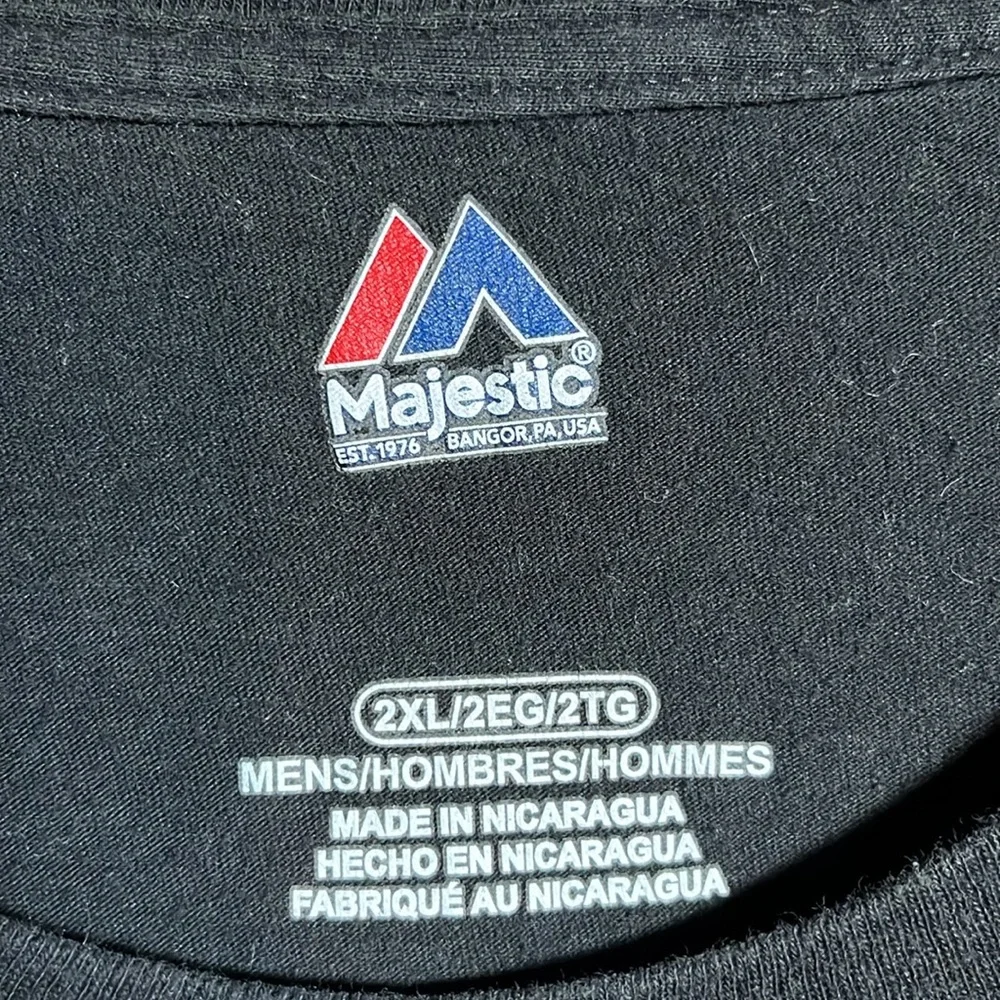 Majestic®
EST. 1976 BANGOR, PA, USA
2XL/2EG/2TG
MENS/HOMBRES/HOMMES
MADE IN NICARAGUA
HECHO EN NICARAGUA
FABRIQUÉ AU NICARAGUA